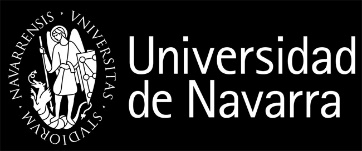 VNIVERSITAS · STVDIORVM · NAVARRENSIS ·
Universidad
de Navarra